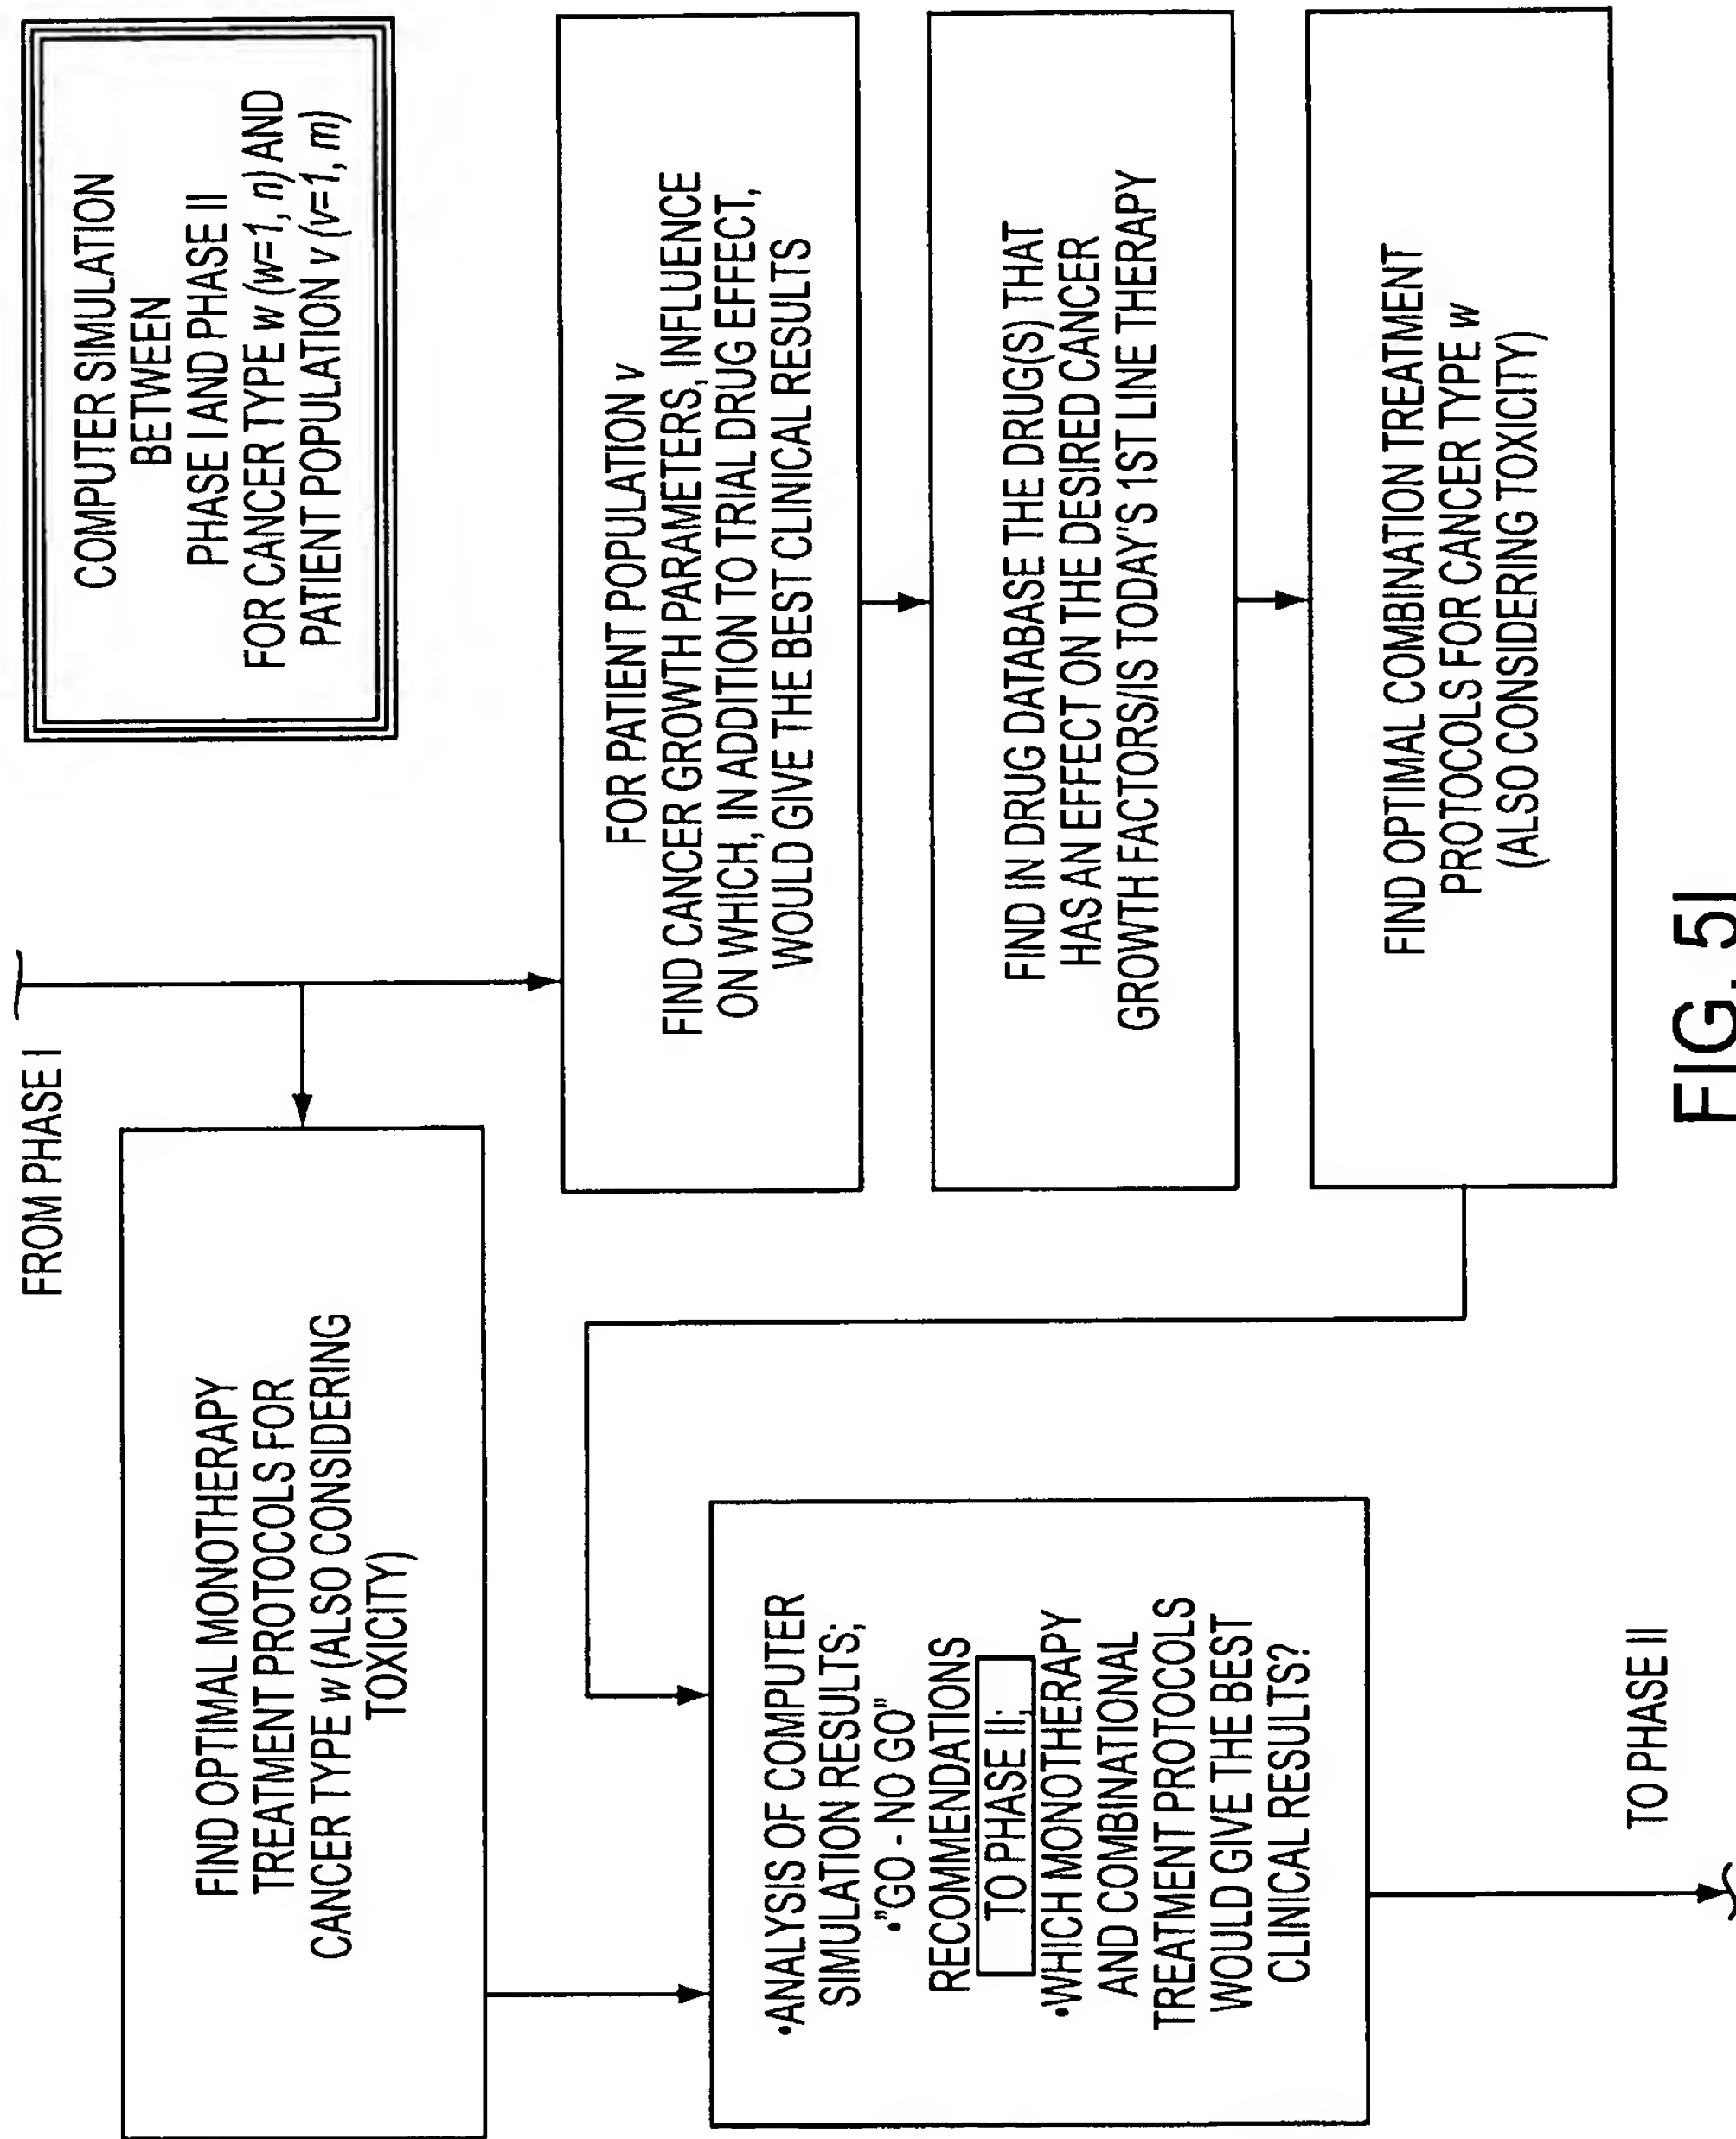 FROM PHASE I
COMPUTER SIMULATION
BETWEEN
PHASE I AND PHASE II
FOR CANCER TYPE w (w=1, n) AND
PATIENT POPULATION v (v=1, m)
FIND OPTIMAL MONOTHERAPY
TREATMENT PROTOCOLS FOR
CANCER TYPE w (ALSO CONSIDERING
TOXICITY)
FOR PATIENT POPULATION v
FIND CANCER GROWTH PARAMETERS, INFLUENCE
ON WHICH, IN ADDITION TO TRIAL DRUG EFFECT,
WOULD GIVE THE BEST CLINICAL RESULTS
FIND IN DRUG DATABASE THE DRUG(S) THAT
HAS AN EFFECT ON THE DESIRED CANCER
GROWTH FACTORS/IS TODAY'S 1ST LINE THERAPY
FIND OPTIMAL COMBINATION TREATMENT
PROTOCOLS FOR CANCER TYPE w
(ALSO CONSIDERING TOXICITY)
•ANALYSIS OF COMPUTER
SIMULATION RESULTS;
•"GO - NO GO"
RECOMMENDATIONS
TO PHASE II;
•WHICH MONOTHERAPY
AND COMBINATIONAL
TREATMENT PROTOCOLS
WOULD GIVE THE BEST
CLINICAL RESULTS?
TO PHASE II
FIG. 5I